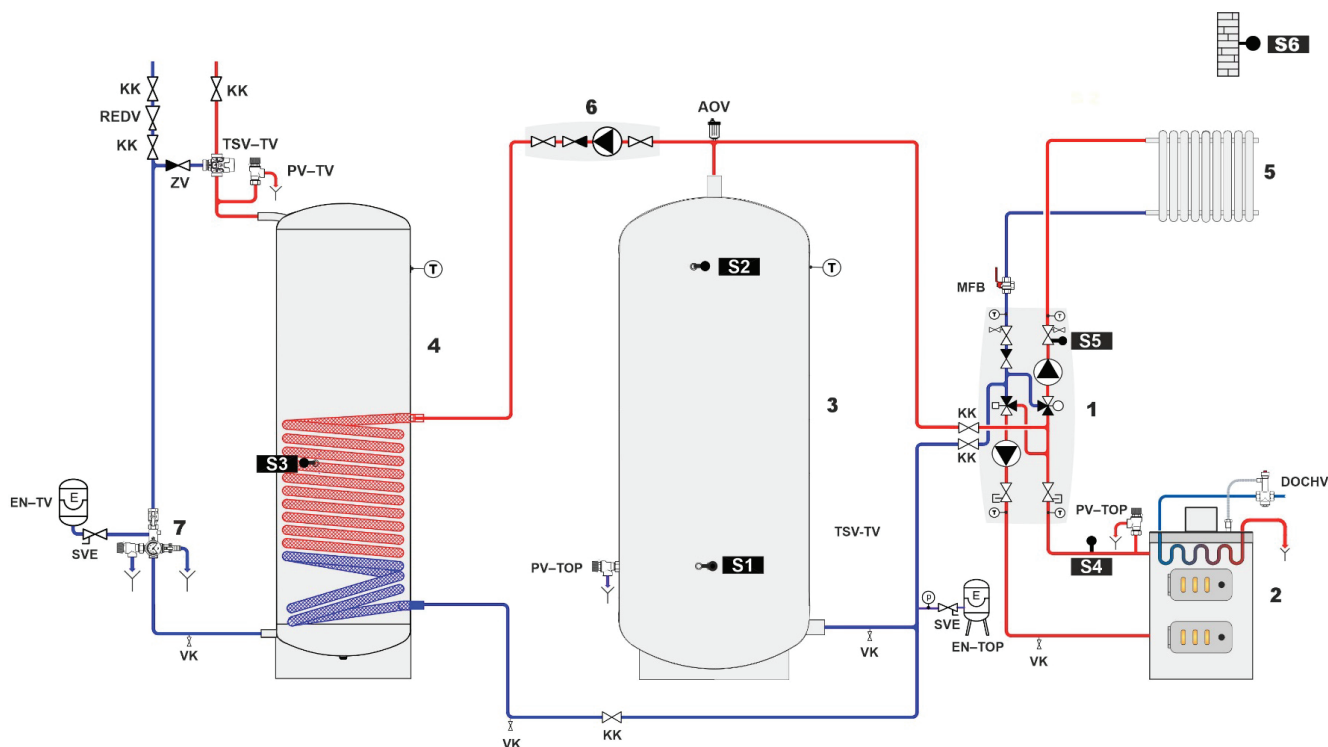 S6
KK
KK
REDV
KK
TSV–TV
PV–TV
ZV
6
AOV
5
T
S2
T
MFB
T
T
S5
4
3
1
KK
KK
S3
EN–TV
E
7
SVE
TSV-TV
T
T
PV–TOP
DOCHV
S4
PV–TOP
S1
P
E
SVE
EN–TOP
2
VK
VK
VK
VK
KK